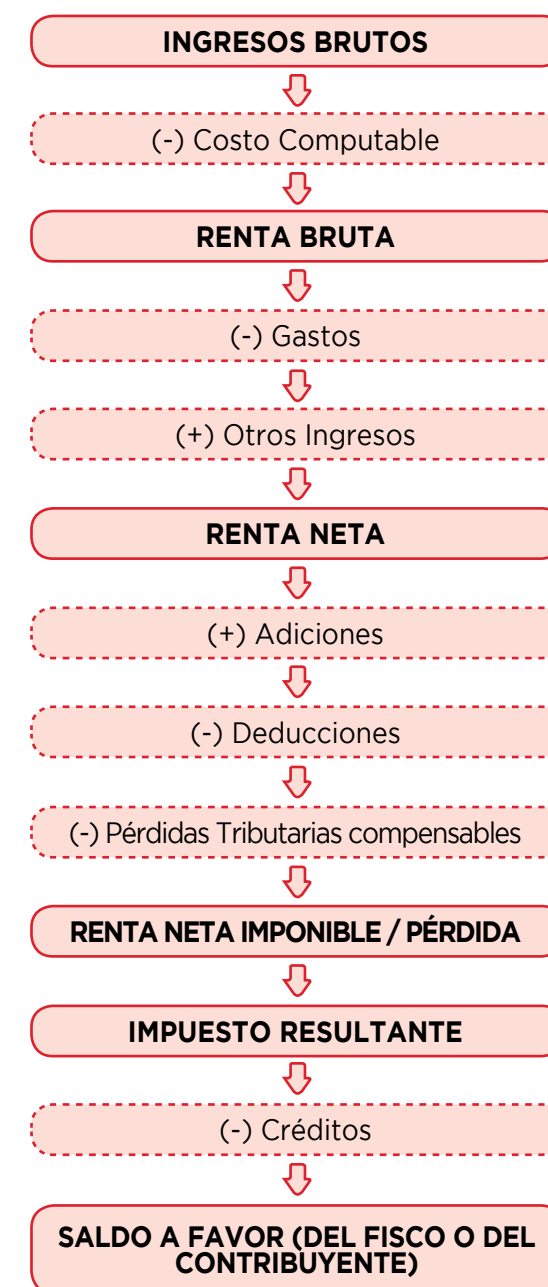 INGRESOS BRUTOS
(-) Costo Computable
RENTA BRUTA
(-) Gastos
(+) Otros Ingresos
RENTA NETA
(+) Adiciones
(-) Deducciones
(-) Pérdidas Tributarias compensables
RENTA NETA IMPONIBLE / PÉRDIDA
IMPUESTO RESULTANTE
(-) Créditos
SALDO A FAVOR (DEL FISCO O DEL
CONTRIBUYENTE)